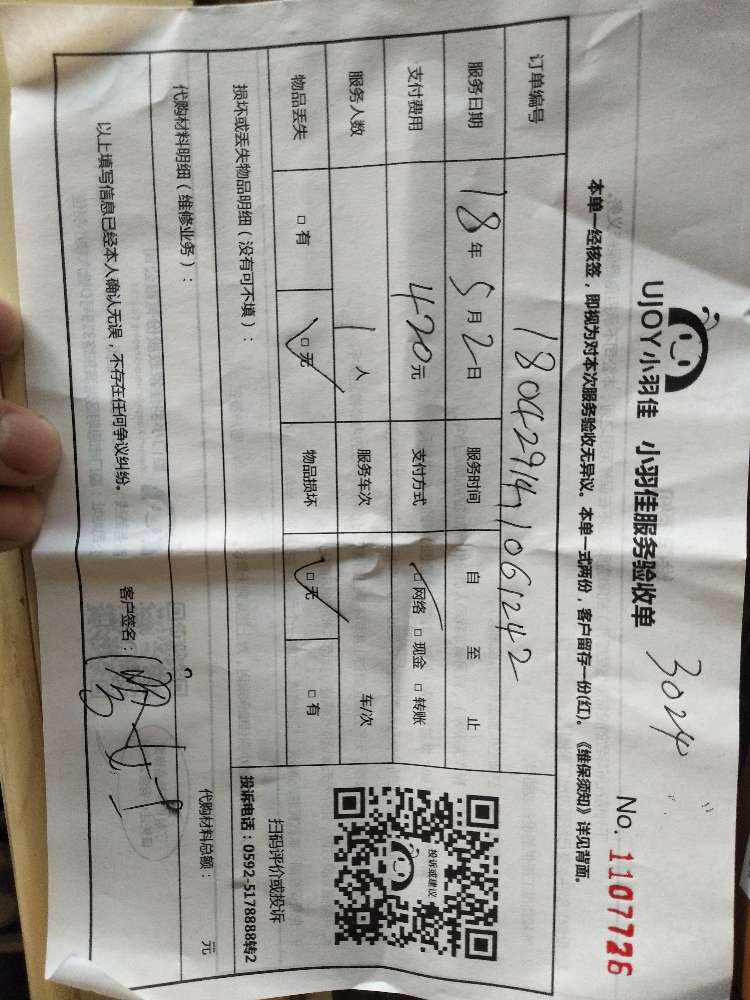 UJOY小羽佳 小羽佳服务验收单 3024
No. 1107726
本单一经核签，即视为对本次服务验收无异议。本单一式两份，客户留存一份(红)。《维保须知》详见背面。
订单编号 180429141061242
服务日期 18年5月2日 服务时间 自 至 止
支付费用 420元 支付方式 ☑网络 □现金 □转账
服务人数 1人 服务车次 车/次
物品丢失 □有 ☑无 物品损坏 ☑无 □有
损坏或丢失物品明细（没有可不填）：
投诉或建议
扫码评价或投诉
投诉电话：0592-5178888转2
代购材料明细（维修业务）： 代购材料总额： 元
以上填写信息已经本人确认无误，不存在任何争议纠纷。 客户签名：